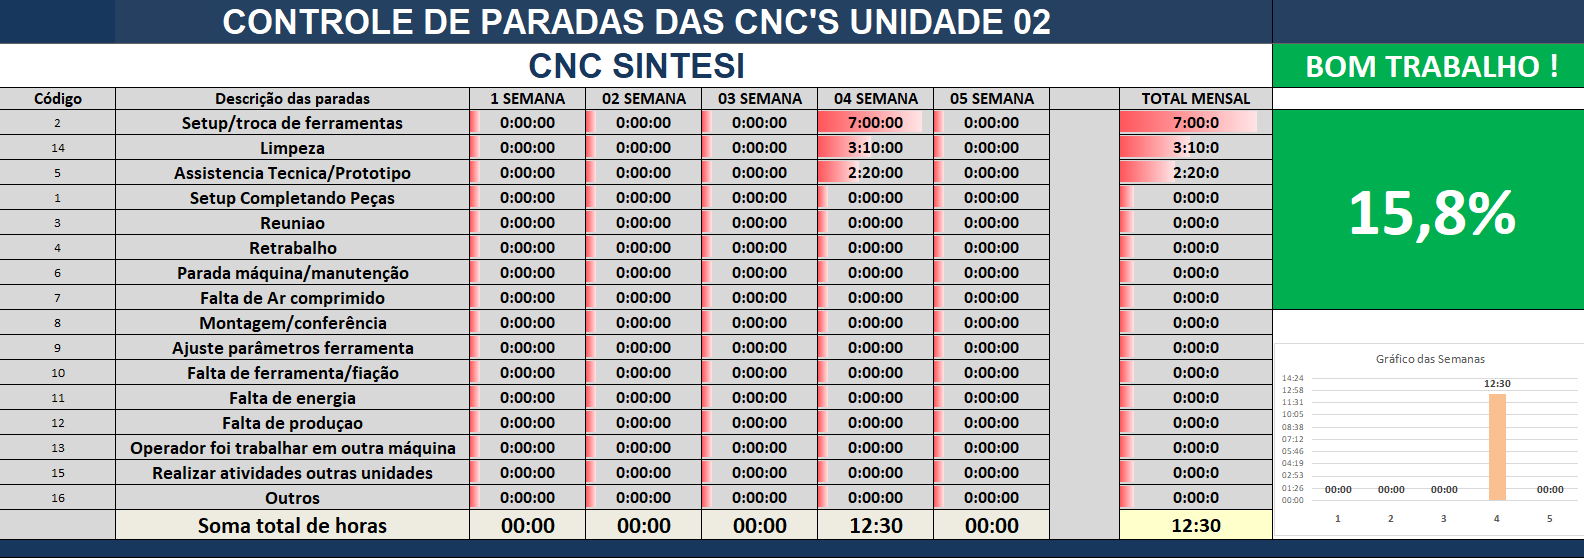 CONTROLE DE PARADAS DAS CNC'S UNIDADE 02
CNC SINTESI BOM TRABALHO !
Código Descrição das paradas 1 SEMANA 02 SEMANA 03 SEMANA 04 SEMANA 05 SEMANA TOTAL MENSAL
2 Setup/troca de ferramentas 0:00:00 0:00:00 0:00:00 7:00:00 0:00:00 7:00:0
14 Limpeza 0:00:00 0:00:00 0:00:00 3:10:00 0:00:00 3:10:0
5 Assistencia Tecnica/Prototipo 0:00:00 0:00:00 0:00:00 2:20:00 0:00:00 2:20:0
1 Setup Completando Peças 0:00:00 0:00:00 0:00:00 0:00:00 0:00:00 0:00:0
3 Reuniao 0:00:00 0:00:00 0:00:00 0:00:00 0:00:00 0:00:0
4 Retrabalho 0:00:00 0:00:00 0:00:00 0:00:00 0:00:00 0:00:0
6 Parada máquina/manutenção 0:00:00 0:00:00 0:00:00 0:00:00 0:00:00 0:00:0
7 Falta de Ar comprimido 0:00:00 0:00:00 0:00:00 0:00:00 0:00:00 0:00:0
8 Montagem/conferência 0:00:00 0:00:00 0:00:00 0:00:00 0:00:00 0:00:0
9 Ajuste parâmetros ferramenta 0:00:00 0:00:00 0:00:00 0:00:00 0:00:00 0:00:0
10 Falta de ferramenta/fiação 0:00:00 0:00:00 0:00:00 0:00:00 0:00:00 0:00:0
11 Falta de energia 0:00:00 0:00:00 0:00:00 0:00:00 0:00:00 0:00:0
12 Falta de produçao 0:00:00 0:00:00 0:00:00 0:00:00 0:00:00 0:00:0
13 Operador foi trabalhar em outra máquina 0:00:00 0:00:00 0:00:00 0:00:00 0:00:00 0:00:0
15 Realizar atividades outras unidades 0:00:00 0:00:00 0:00:00 0:00:00 0:00:00 0:00:0
16 Outros 0:00:00 0:00:00 0:00:00 0:00:00 0:00:00 0:00:0
Soma total de horas 00:00 00:00 00:00 12:30 00:00 12:30
15,8%
Gráfico das Semanas
14:24
12:58
11:31
10:05
08:38
07:12
05:46
04:19
02:53
01:26
00:00
00:00 00:00 00:00 12:30 00:00
1 2 3 4 5